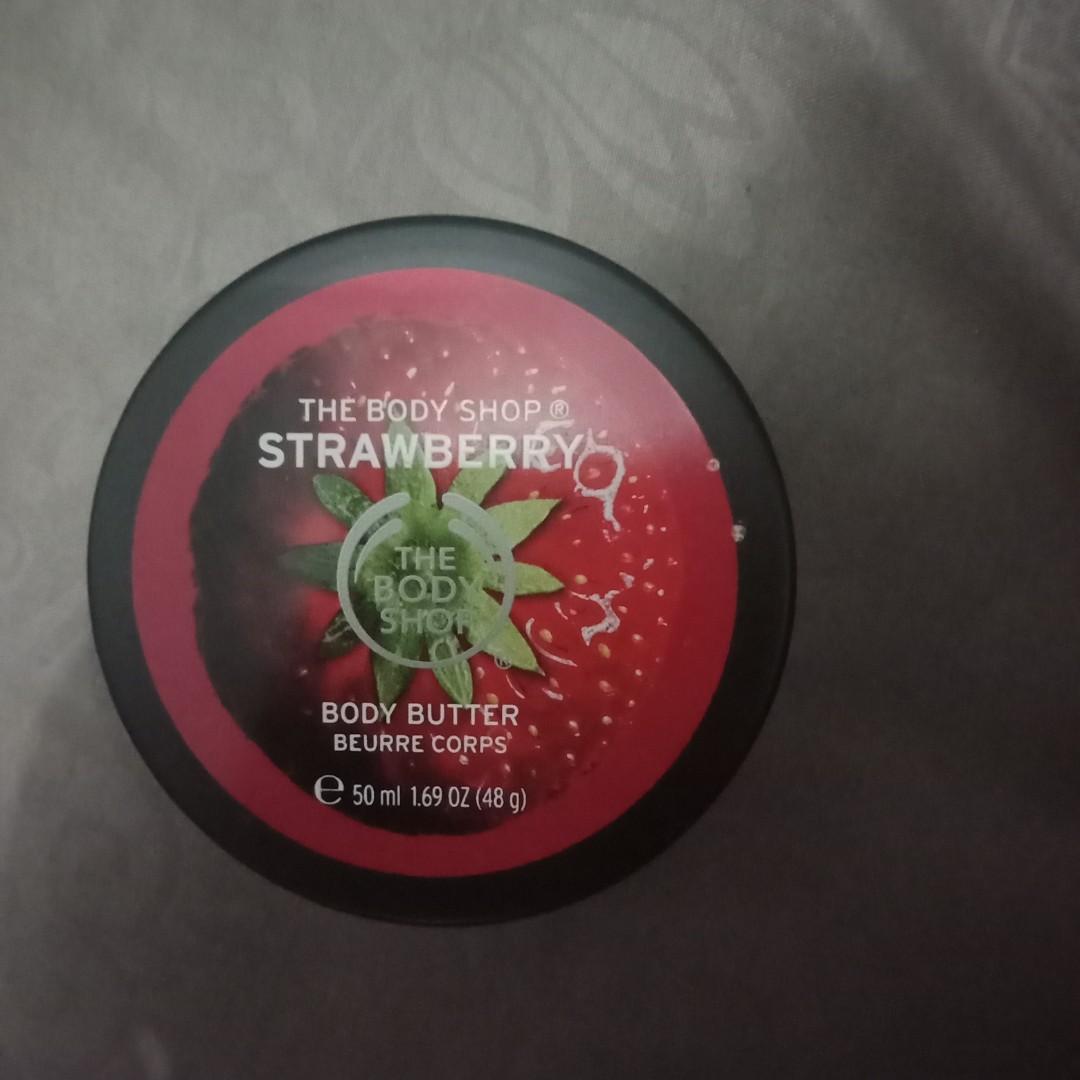 THE BODY SHOP ®
STRAWBERRY
THE
BODY
SHOP
®
BODY BUTTER
BEURRE CORPS
e 50 ml 1.69 OZ (48 g)